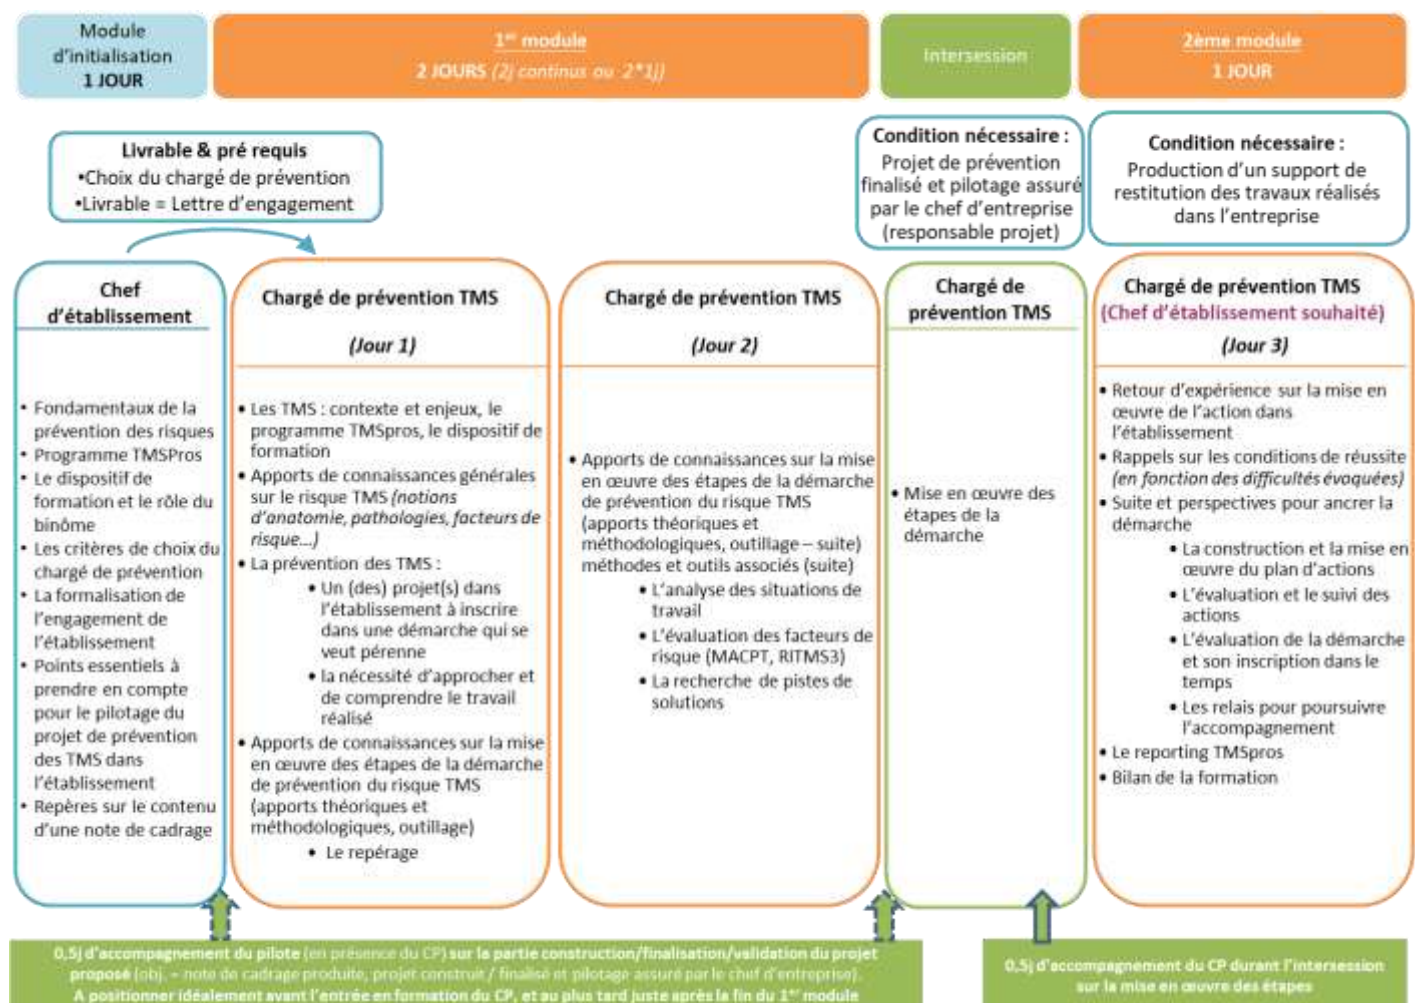 Module
d'initialisation
1 JOUR
1er module
2 JOURS (2j continus ou 2*1j)
Intersession
2ème module
1 JOUR
Livrable & pré requis
•Choix du chargé de prévention
•Livrable = Lettre d'engagement
Condition nécessaire :
Projet de prévention
finalisé et pilotage assuré
par le chef d'entreprise
(responsable projet)
Condition nécessaire :
Production d'un support de
restitution des travaux réalisés
dans l'entreprise
Chef
d'établissement
• Fondamentaux de la
prévention des risques
• Programme TMSPros
• Le dispositif de
formation et le rôle du
binôme
• Les critères de choix du
chargé de prévention
• La formalisation de
l'engagement de
l'établissement
• Points essentiels à
prendre en compte
pour le pilotage du
projet de prévention
des TMS dans
l'établissement
• Repères sur le contenu
d'une note de cadrage
Chargé de prévention TMS
(Jour 1)
• Les TMS : contexte et enjeux, le
programme TMSpros, le dispositif de
formation
• Apports de connaissances générales
sur le risque TMS (notions
d'anatomie, pathologies, facteurs de
risque...)
• La prévention des TMS :
• Un (des) projet(s) dans
l'établissement à inscrire
dans une démarche qui se
veut pérenne
• la nécessité d'approcher et
de comprendre le travail
réalisé
• Apports de connaissances sur la mise
en œuvre des étapes de la démarche
de prévention du risque TMS
(apports théoriques et
méthodologiques, outillage)
• Le repérage
Chargé de prévention TMS
(Jour 2)
• Apports de connaissances sur la mise
en œuvre des étapes de la démarche
de prévention du risque TMS
(apports théoriques et
méthodologiques, outillage – suite)
méthodes et outils associés (suite)
• L'analyse des situations de
travail
• L'évaluation des facteurs de
risque (MACPT, RITMS3)
• La recherche de pistes de
solutions
Chargé de
prévention TMS
• Mise en œuvre des
étapes de la
démarche
Chargé de prévention TMS
(Chef d'établissement souhaité)
(Jour 3)
• Retour d'expérience sur la mise en
œuvre de l'action dans
l'établissement
• Rappels sur les conditions de réussite
(en fonction des difficultés évoquées)
• Suite et perspectives pour ancrer la
démarche
• La construction et la mise en
œuvre du plan d'actions
• L'évaluation et le suivi des
actions
• L'évaluation de la démarche
et son inscription dans le
temps
• Les relais pour poursuivre
l'accompagnement
• Le reporting TMSpros
• Bilan de la formation
0,5j d'accompagnement du pilote (en présence du CP) sur la partie construction/finalisation/validation du projet
proposé (obj. – note de cadrage produite, projet construit / finalisé et pilotage assuré par le chef d'entreprise).
A positionner idéalement avant l'entrée en formation du CP, et au plus tard juste après la fin du 1er module
0,5j d'accompagnement du CP durant l'intersession
sur la mise en œuvre des étapes